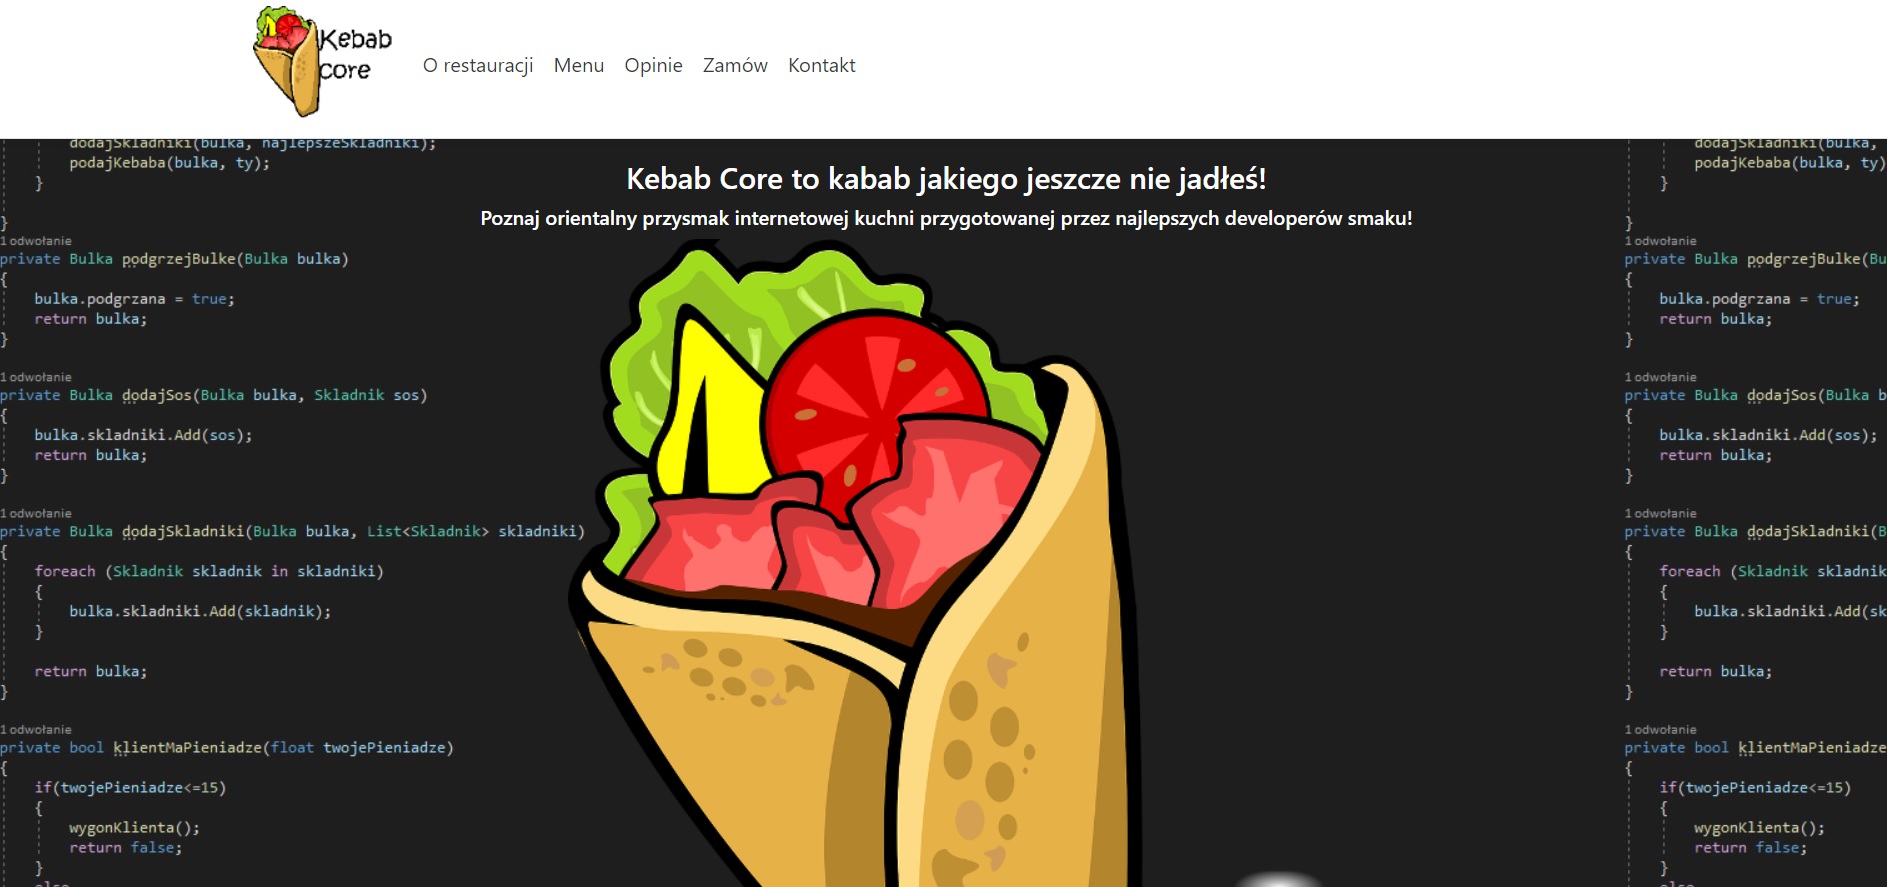 Kebab
core
O restauracji Menu Opinie Zamów Kontakt
Kebab Core to kabab jakiego jeszcze nie jadłeś!
Poznaj orientalny przysmak internetowej kuchni przygotowanej przez najlepszych developerów smaku!
dodajSkladniki(bulka, najlepszeSkladniki);
podajKebaba(bulka, ty);
}
}
1 odwołanie
private Bulka podgrzejBulke(Bulka bulka)
{
bulka.podgrzana = true;
return bulka;
}
1 odwołanie
private Bulka dodajSos(Bulka bulka, Skladnik sos)
{
bulka.skladniki.Add(sos);
return bulka;
}
1 odwołanie
private Bulka dodajSkladniki(Bulka bulka, List<Skladnik> skladniki)
{
foreach (Skladnik skladnik in skladniki)
{
bulka.skladniki.Add(skladnik);
}
return bulka;
}
1 odwołanie
private bool klientMaPieniadze(float twojePieniadze)
{
if(twojePieniadze<=15)
{
wygonKlienta();
return false;
}
else
dodajSkladniki(bulka,
podajKebaba(bulka, ty)
}
}
1 odwołanie
private Bulka podgrzejBulke(Bu
{
bulka.podgrzana = true;
return bulka;
}
1 odwołanie
private Bulka dodajSos(Bulka b
{
bulka.skladniki.Add(sos);
return bulka;
}
1 odwołanie
private Bulka dodajSkladniki(B
{
foreach (Skladnik skladnik
{
bulka.skladniki.Add(sk
}
return bulka;
}
1 odwołanie
private bool klientMaPieniadze
{
if(twojePieniadze<=15)
{
wygonKlienta();
return false;
}
else